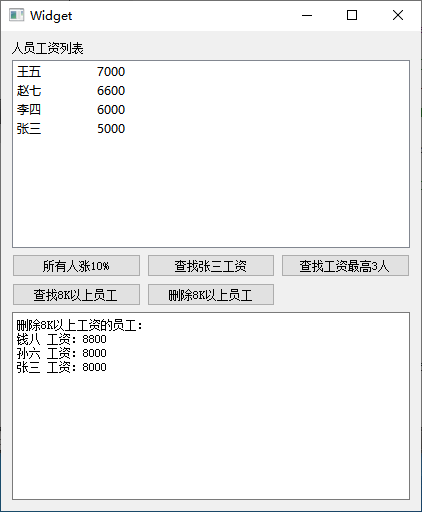 Widget
人员工资列表
王五 7000
赵七 6600
李四 6000
张三 5000
所有人涨10% 查找张三工资 查找工资最高3人
查找8K以上员工 删除8K以上员工
删除8K以上工资的员工：
钱八 工资：8800
孙六 工资：8000
张三 工资：8000